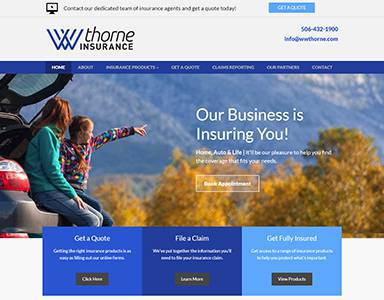 Contact our dedicated team of insurance agents and get a quote today!
GET A QUOTE
W thorne
INSURANCE
506-432-1900
info@wwthorne.com
HOME ABOUT INSURANCE PRODUCTS GET A QUOTE CLAIMS REPORTING OUR PARTNERS CONTACT
Our Business is
Insuring You!
Home, Auto & Life | It'll be our pleasure to help you find
the coverage that fits your needs.
Book Appointment
Get a Quote
Getting the right insurance products is as
easy as filling out our online forms.
Click Here
File a Claim
We've put together the information you'll
need to file your insurance claim.
Learn More
Get Fully Insured
Get access to a range of insurance products
to help you protect what's important.
View Products